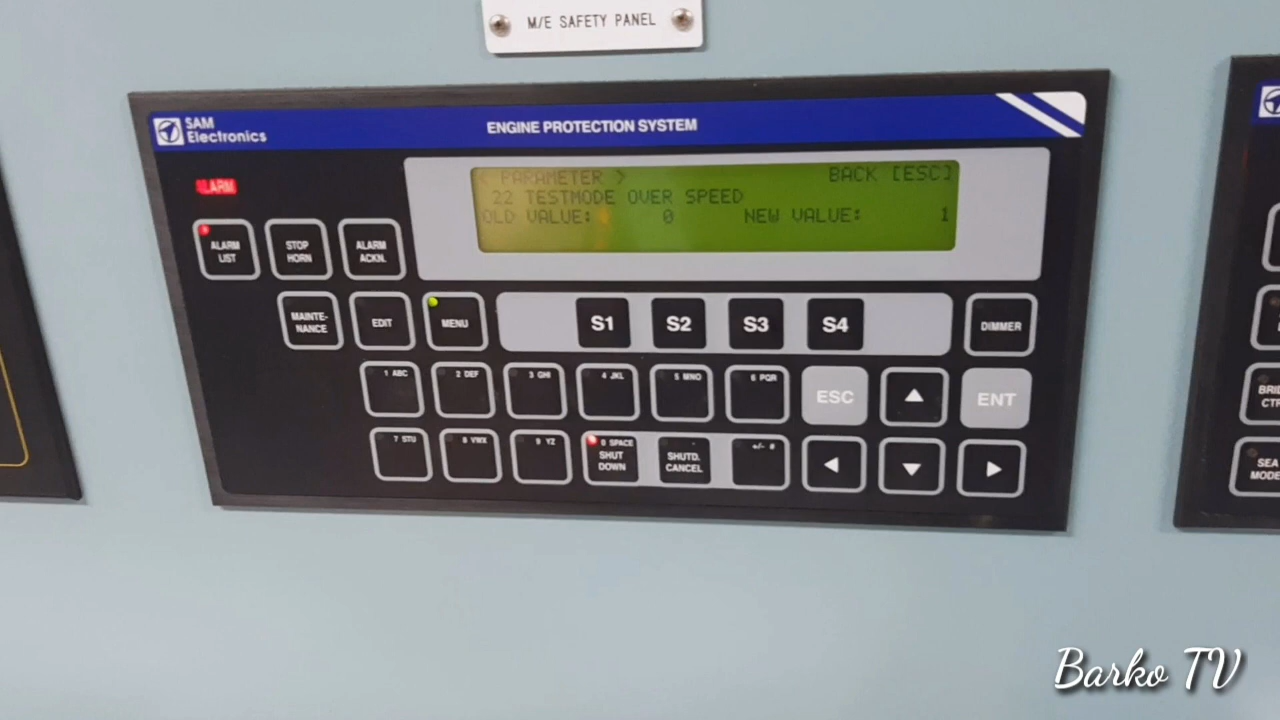 M/E SAFETY PANEL
SAM
Electronics
ENGINE PROTECTION SYSTEM
ALARM
< PARAMETER > BACK [ESC]
22 TESTMODE OVER SPEED
OLD VALUE: 0 NEW VALUE: 1
ALARM
LIST
STOP
HORN
ALARM
ACKN.
MAINTE-
NANCE
EDIT
MENU
S1
S2
S3
S4
DIMMER
1 ABC
2 DEF
3 GHI
4 JKL
5 MNO
6 PQR
ESC
ENT
7 STU
8 VWX
9 YZ
0 SPACE
SHUT
DOWN
SHUTD.
CANCEL
+/- #
SEA
MODE
Barko TV